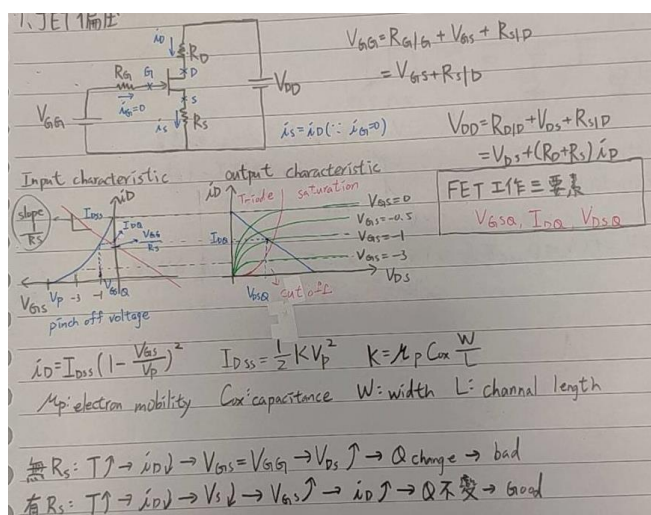 1、JET偏壓
iD
RD
D
RG
G
iG=0
S
iS
RS
VGG
VDD
iS=iD(∵ iG=0)
VGG=RGiG+VGS+RSiD
=VGS+RSiD
VDD=RDiD+VDS+RSiD
=VDS+(RD+RS)iD
FET工作三要素
VGSQ, IDQ, VDSQ
Input characteristic
slope
1/RS
iD
IDSS
IDQ
VGG/RS
VGS Vp -3 -1 VGSQ
pinch off voltage
output characteristic
iD
Triode
saturation
VGS=0
VGS=-0.5
VGS=-1
VGS=-3
IDQ
VDSQ
VDS
cut off
iD=IDSS(1-VGS/Vp)²
IDSS=1/2 KVp²
K=μp Cox W/L
μp:electron mobility Cox:capacitance W:width L:channal length
無RS: T↑→iD↓→VGS=VGG→VDS↑→Q change→bad
有RS: T↑→iD↓→VS↓→VGS↑→iD↑→Q不變→Good